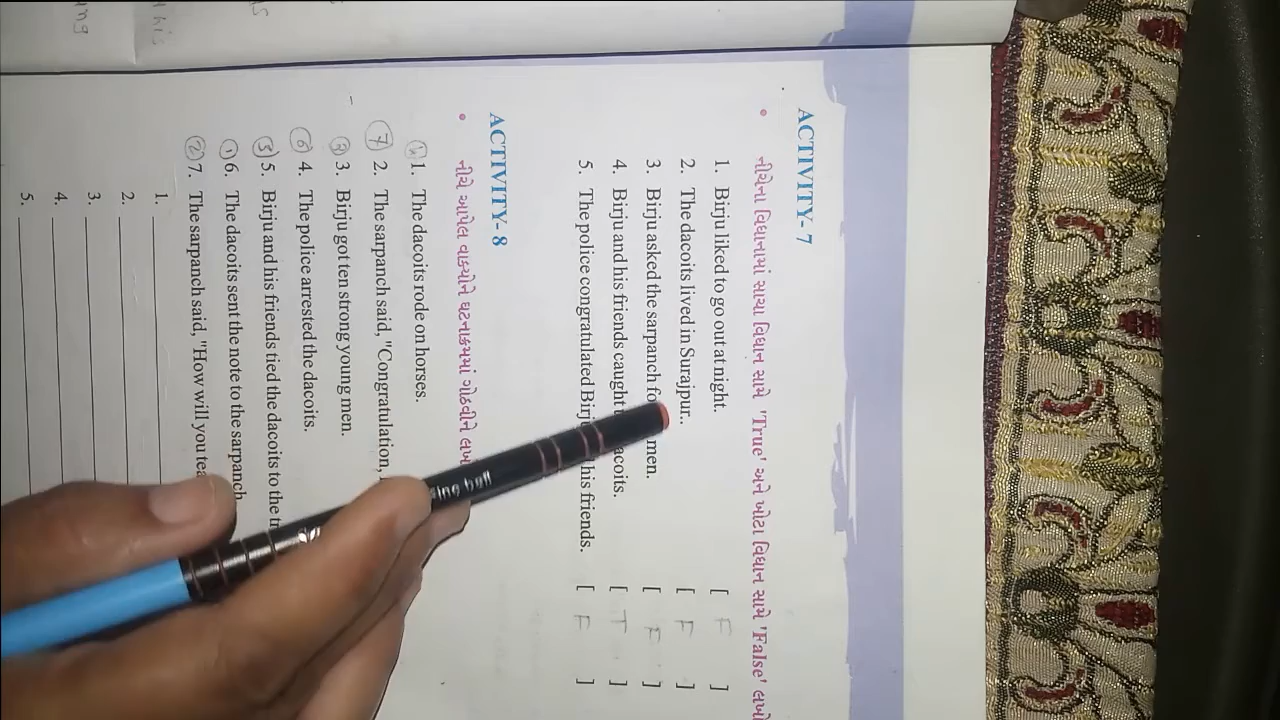 ACTIVITY-7
• નીચેના વિધાનામાં સાચા વિધાન સામે 'True' અને ખોટા વિધાન સામે 'False' લખો
1. Birju liked to go out at night. [ F ]
2. The dacoits lived in Surajpur. [ F ]
3. Birju asked the sarpanch men. [ F ]
4. Birju and his friends caught [ T ]
5. The police congratulated his friends. [ F ]
ACTIVITY- 8
• નીચે આપેલ વાક્યોને ઘટનાક્રમમાં ગોઠવીને
1. The dacoits rode on horses.
(7) 2. The sarpanch said, "Congratulation,
(3) 3. Birju got ten strong young men.
(6) 4. The police arrested the dacoits.
(5) 5. Birju and his friends tied the dacoits to the
(1) 6. The dacoits sent the note to the sarpanch
(2) 7. The sarpanch said, "How will you
1.
2.
3.
4.
5.
sing ball